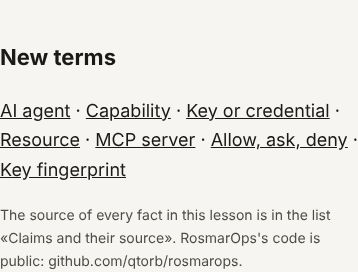 New terms
AI agent · Capability · Key or credential ·
Resource · MCP server · Allow, ask, deny ·
Key fingerprint
The source of every fact in this lesson is in the list
«Claims and their source». RosmarOps's code is
public: github.com/qtorb/rosmarops.